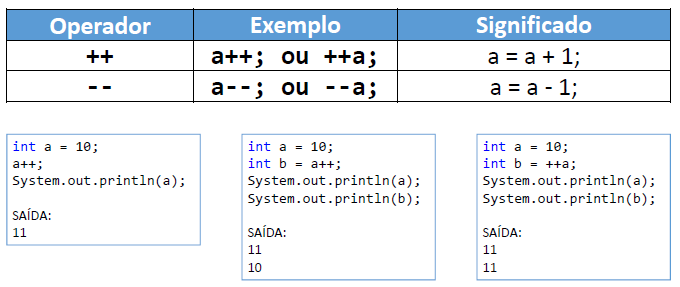 Operador Exemplo Significado
++ a++; ou ++a; a = a + 1;
-- a--; ou --a; a = a - 1;
int a = 10;
a++;
System.out.println(a);
SAÍDA:
11
int a = 10;
int b = a++;
System.out.println(a);
System.out.println(b);
SAÍDA:
11
10
int a = 10;
int b = ++a;
System.out.println(a);
System.out.println(b);
SAÍDA:
11
11